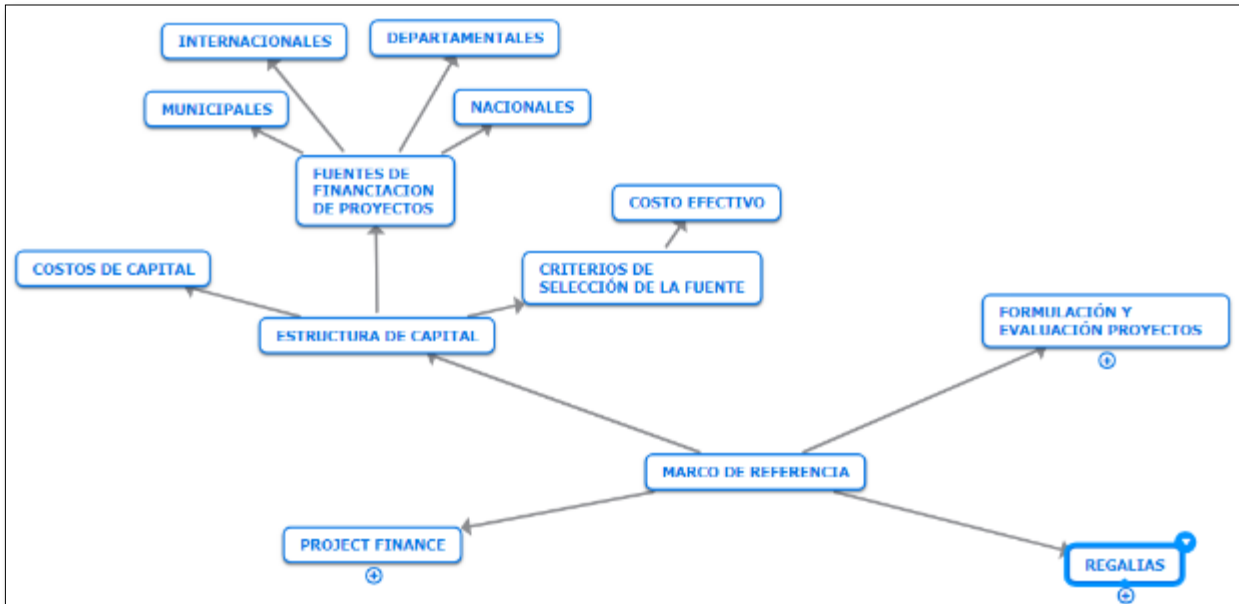 INTERNACIONALES
DEPARTAMENTALES
MUNICIPALES
NACIONALES
FUENTES DE
FINANCIACION
DE PROYECTOS
COSTO EFECTIVO
COSTOS DE CAPITAL
CRITERIOS DE
SELECCIÓN DE LA FUENTE
ESTRUCTURA DE CAPITAL
FORMULACIÓN Y
EVALUACIÓN PROYECTOS
MARCO DE REFERENCIA
PROJECT FINANCE
REGALIAS